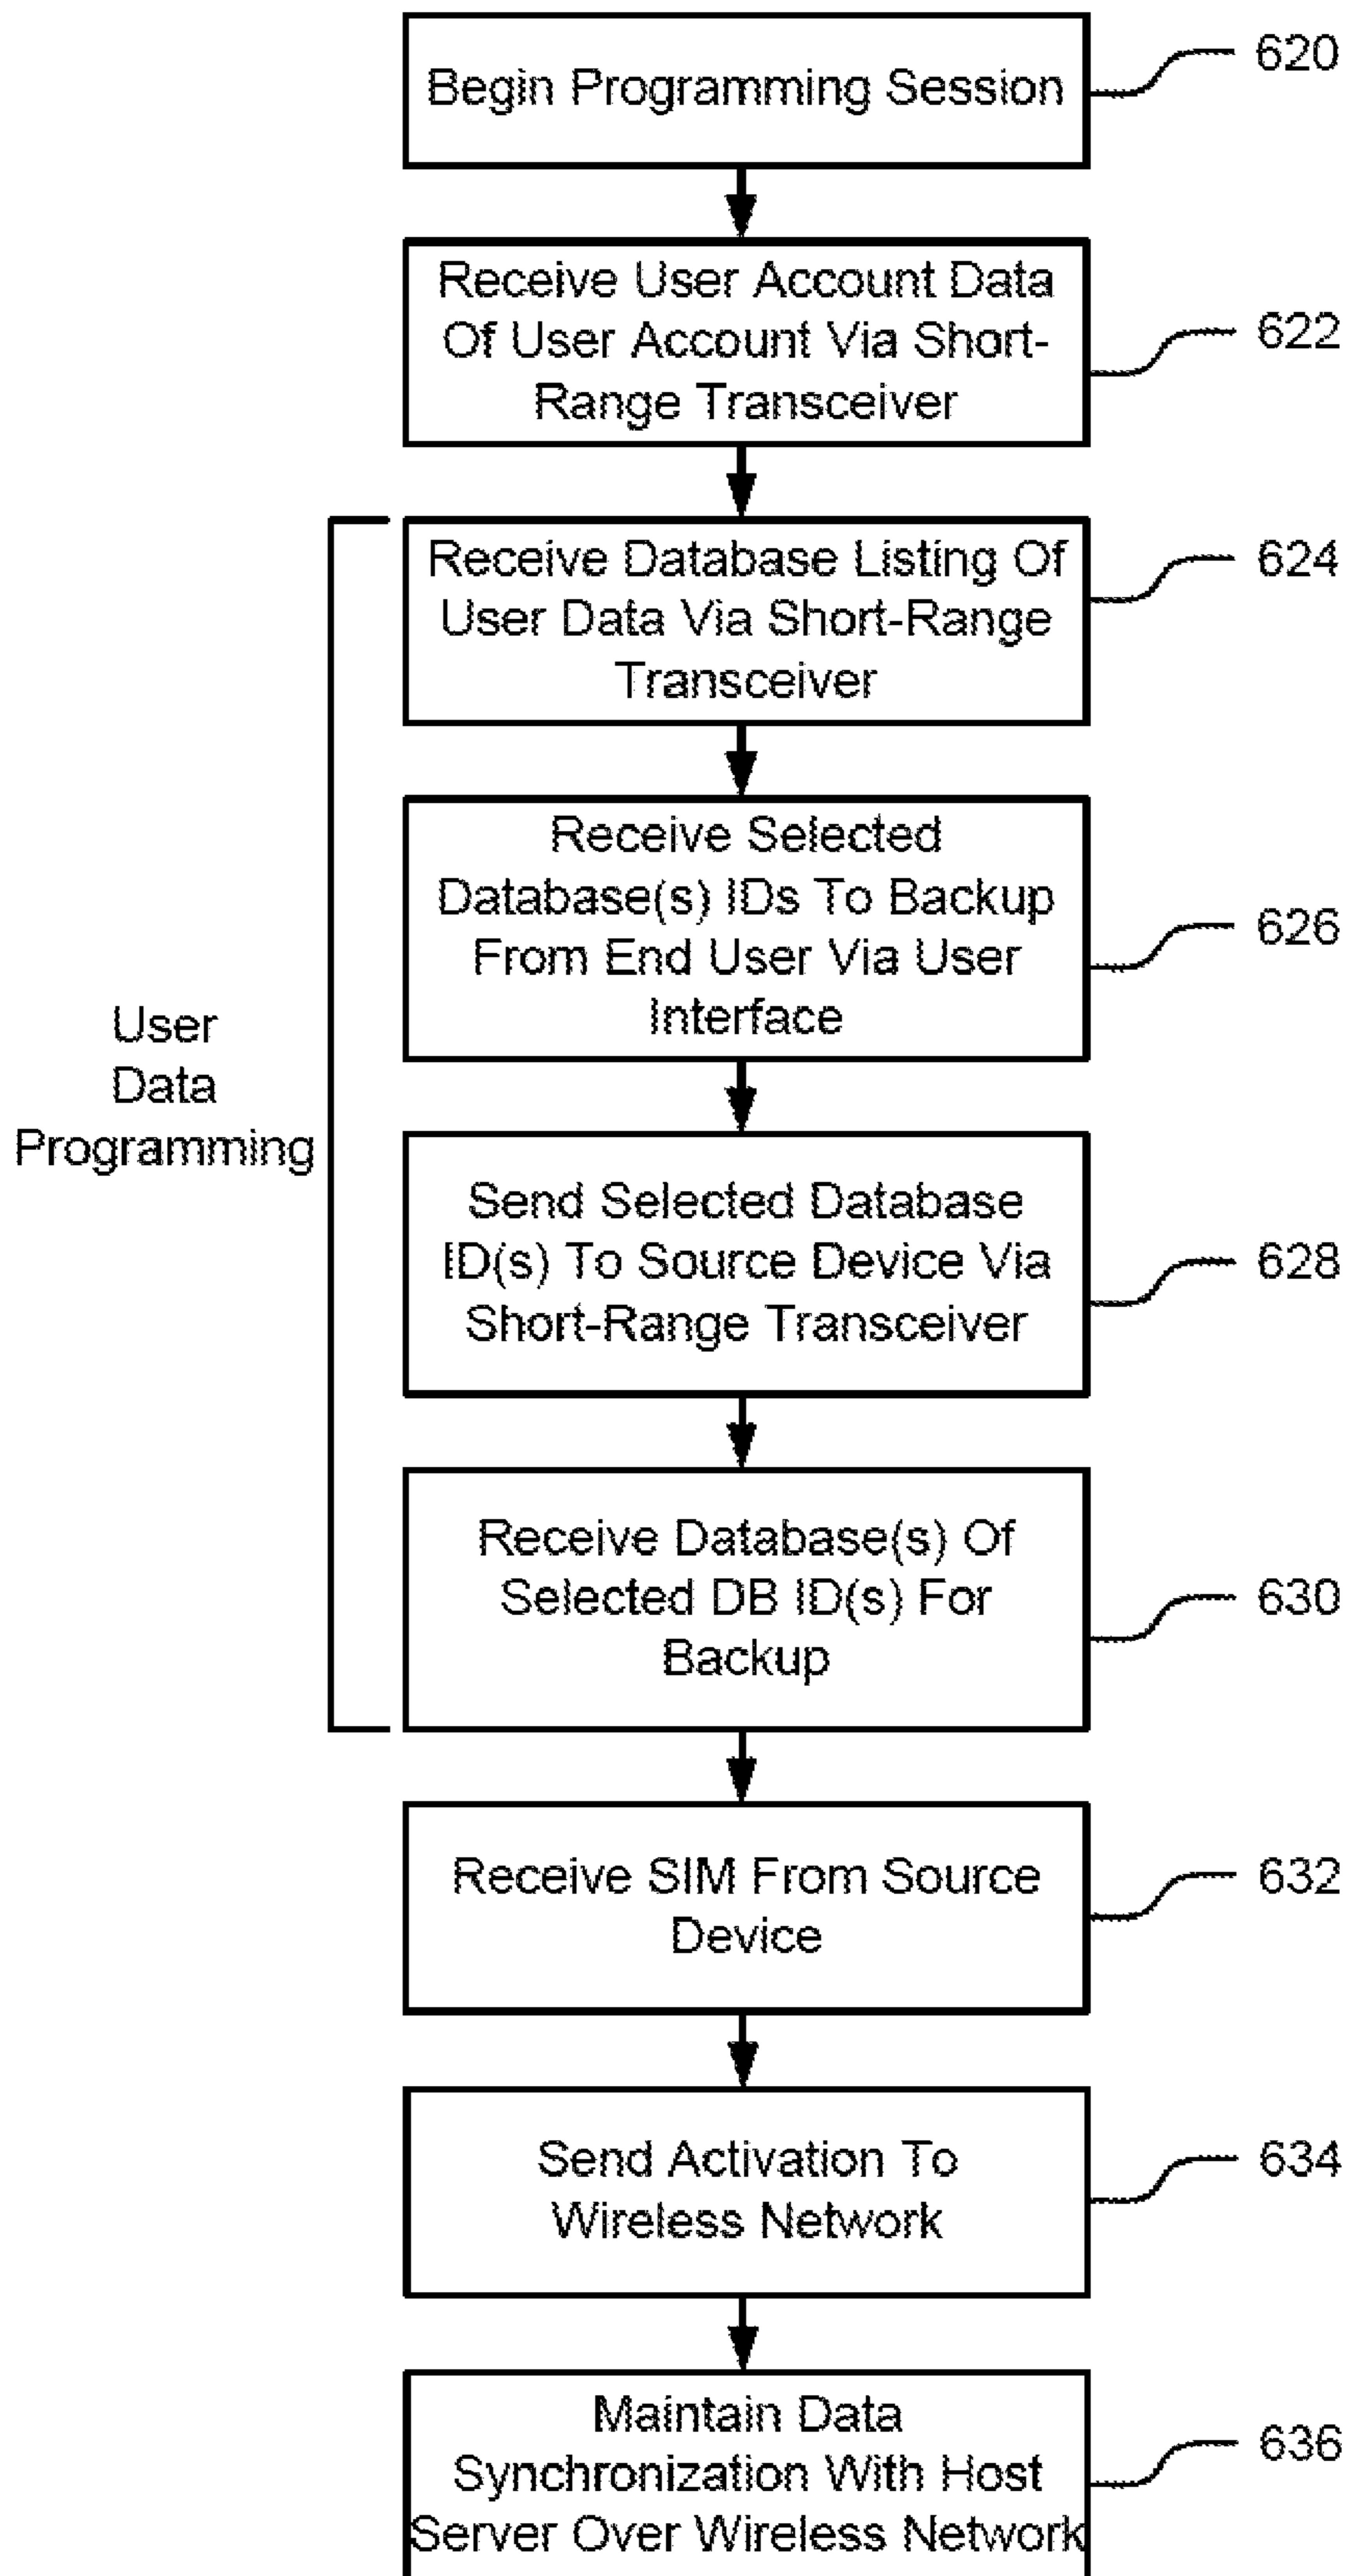 Begin Programming Session
620
Receive User Account Data
Of User Account Via Short-
Range Transceiver
622
Receive Database Listing Of
User Data Via Short-Range
Transceiver
624
Receive Selected
Database(s) IDs To Backup
From End User Via User
Interface
626
User
Data
Programming
Send Selected Database
ID(s) To Source Device Via
Short-Range Transceiver
628
Receive Database(s) Of
Selected DB ID(s) For
Backup
630
Receive SIM From Source
Device
632
Send Activation To
Wireless Network
634
Maintain Data
Synchronization With Host
Server Over Wireless Network
636